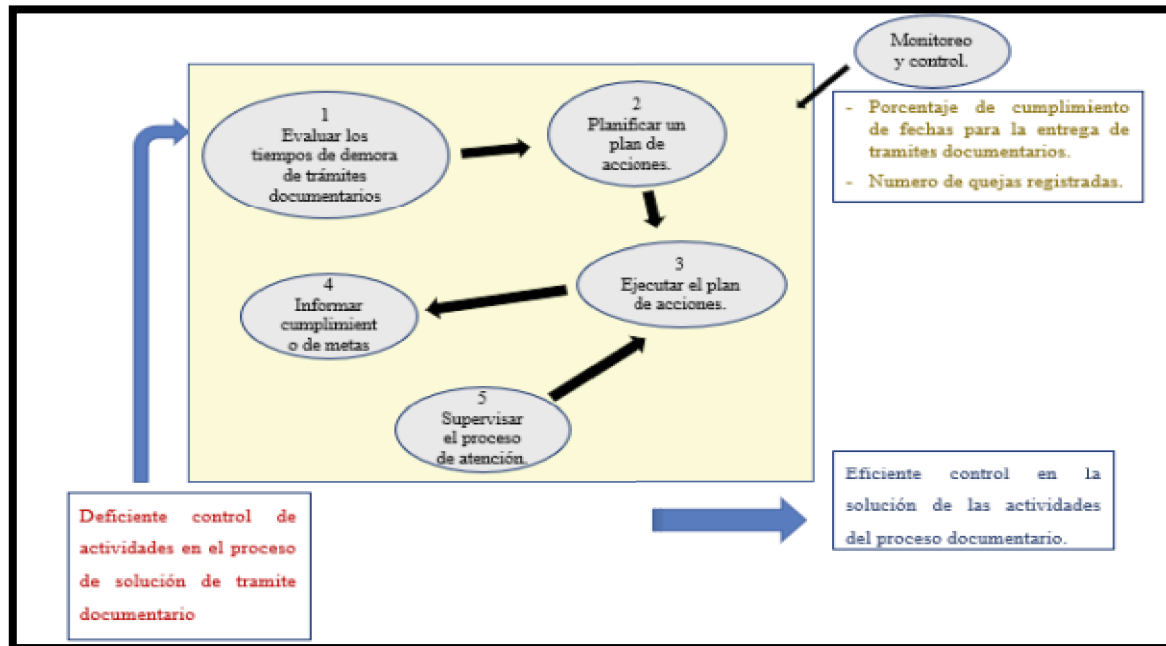 Monitoreo
y control.
- Porcentaje de cumplimiento
de fechas para la entrega de
tramites documentarios.
- Numero de quejas registradas.
1
Evaluar los
tiempos de demora
de trámites
documentarios
2
Planificar un
plan de
acciones.
3
Ejecutar el plan
de acciones.
4
Informar
cumplimient
o de metas
5
Supervisar
el proceso
de atención.
Deficiente control de
actividades en el proceso
de solución de tramite
documentario
Eficiente control en la
solución de las actividades
del proceso documentario.